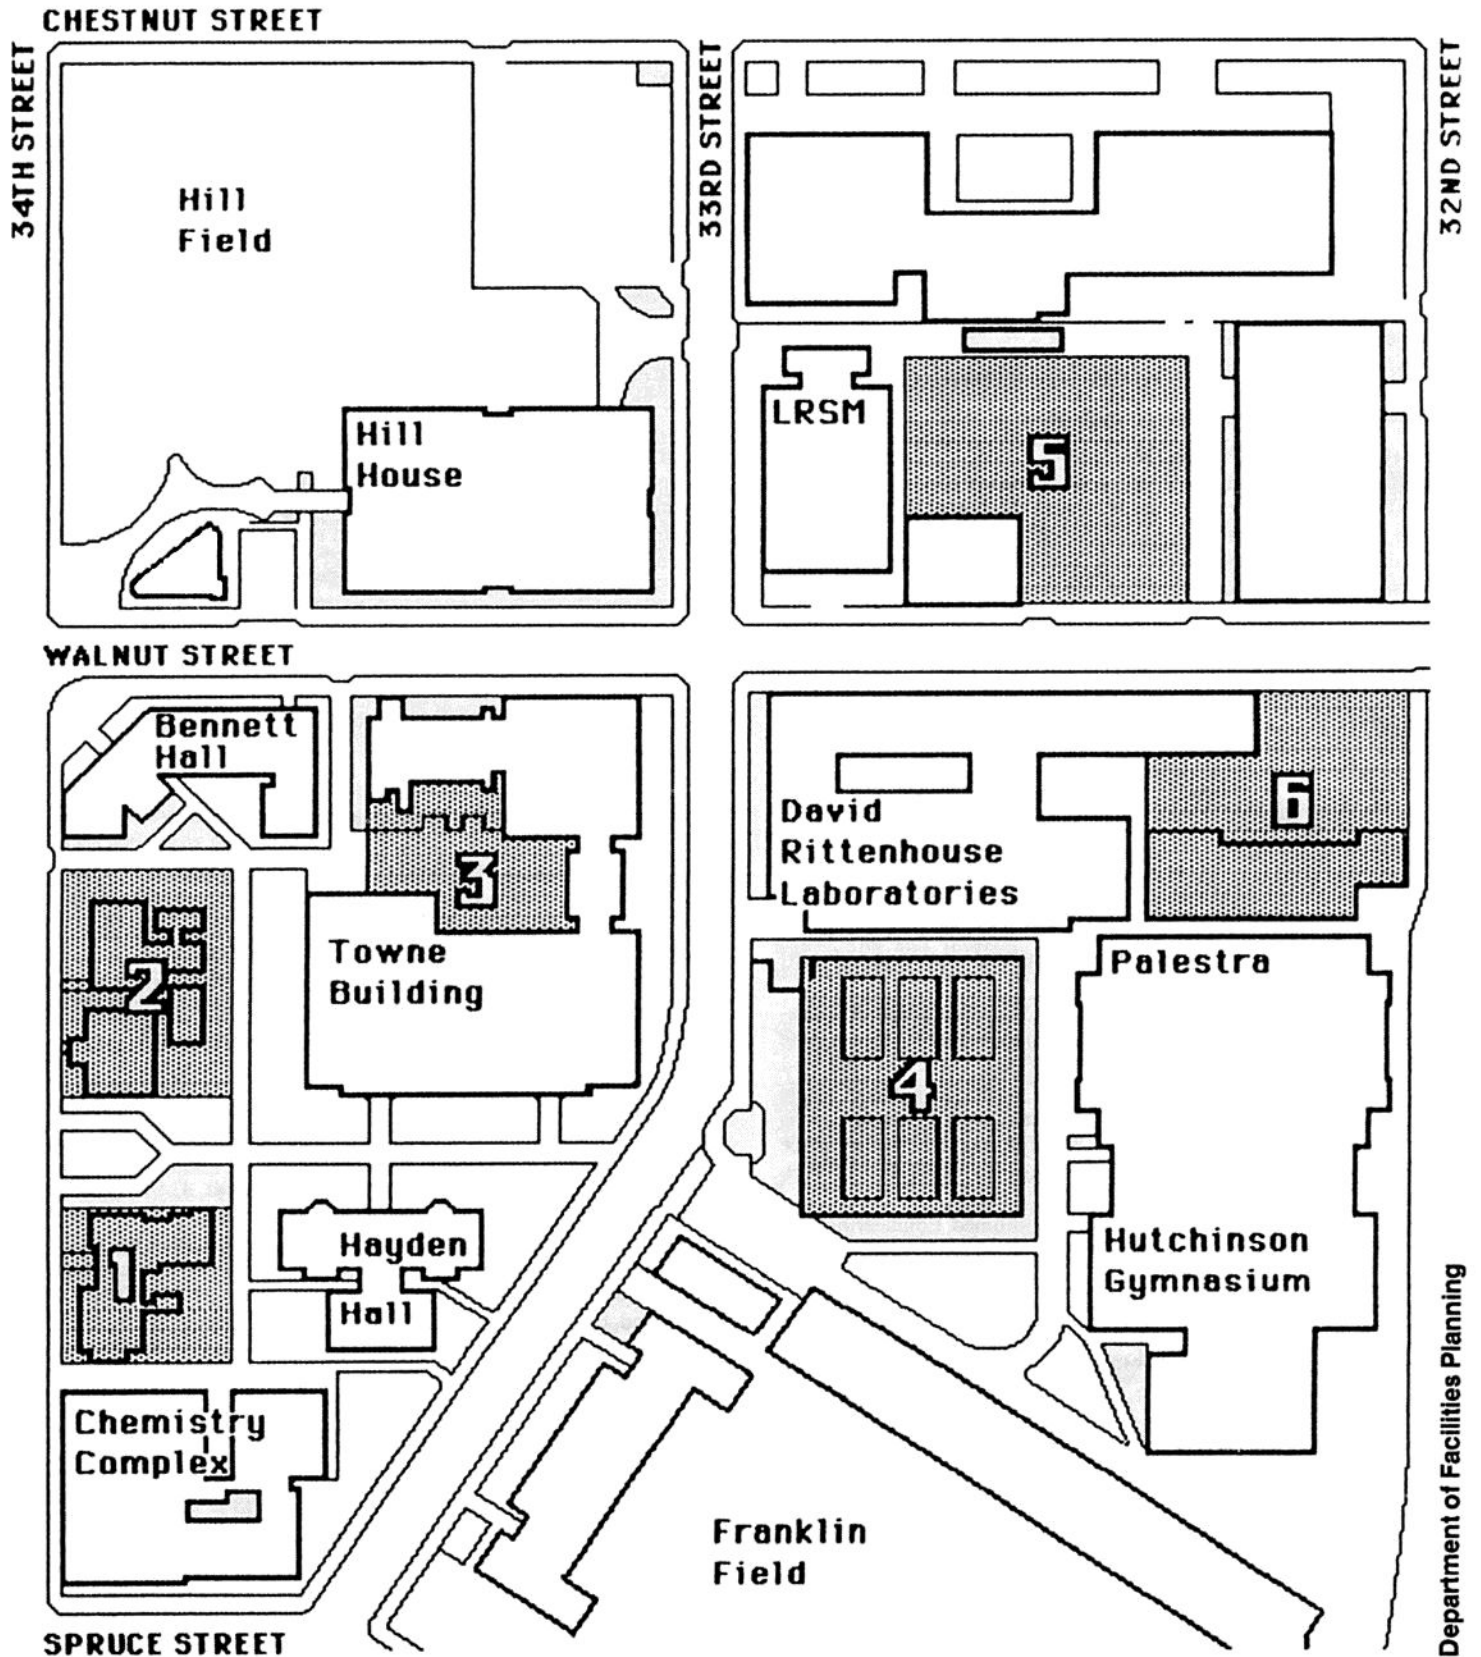 CHESTNUT STREET
34TH STREET
33RD STREET
32ND STREET
Hill
Field
LRSM
Hill
House
5
WALNUT STREET
Bennett
Hall
6
David
Rittenhouse
Laboratories
3
Towne
Building
Palestra
2
4
Hayden
Hall
Hutchinson
Gymnasium
1
Chemistry
Complex
Franklin
Field
SPRUCE STREET
Department of Facilities Planning